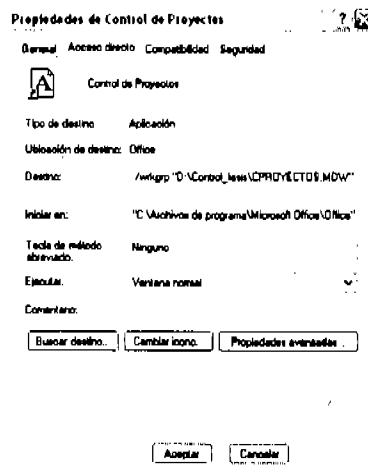 Propiedades de Control de Proyectos
General Acceso directo Compatibilidad Seguridad
Control de Proyectos
Tipo de destino Aplicación
Ubicación de destino: Office
Destino: /wrkgrp "D:\Control_tesis\CPROYECTOS.MDW"
Iniciar en: "C:\Archivos de programa\Microsoft Office\Office"
Tecla de método abreviado. Ninguno
Ejecutar. Ventana normal
Comentario:
Buscar destino... Cambiar icono. Propiedades avanzadas .
Aceptar Cancelar